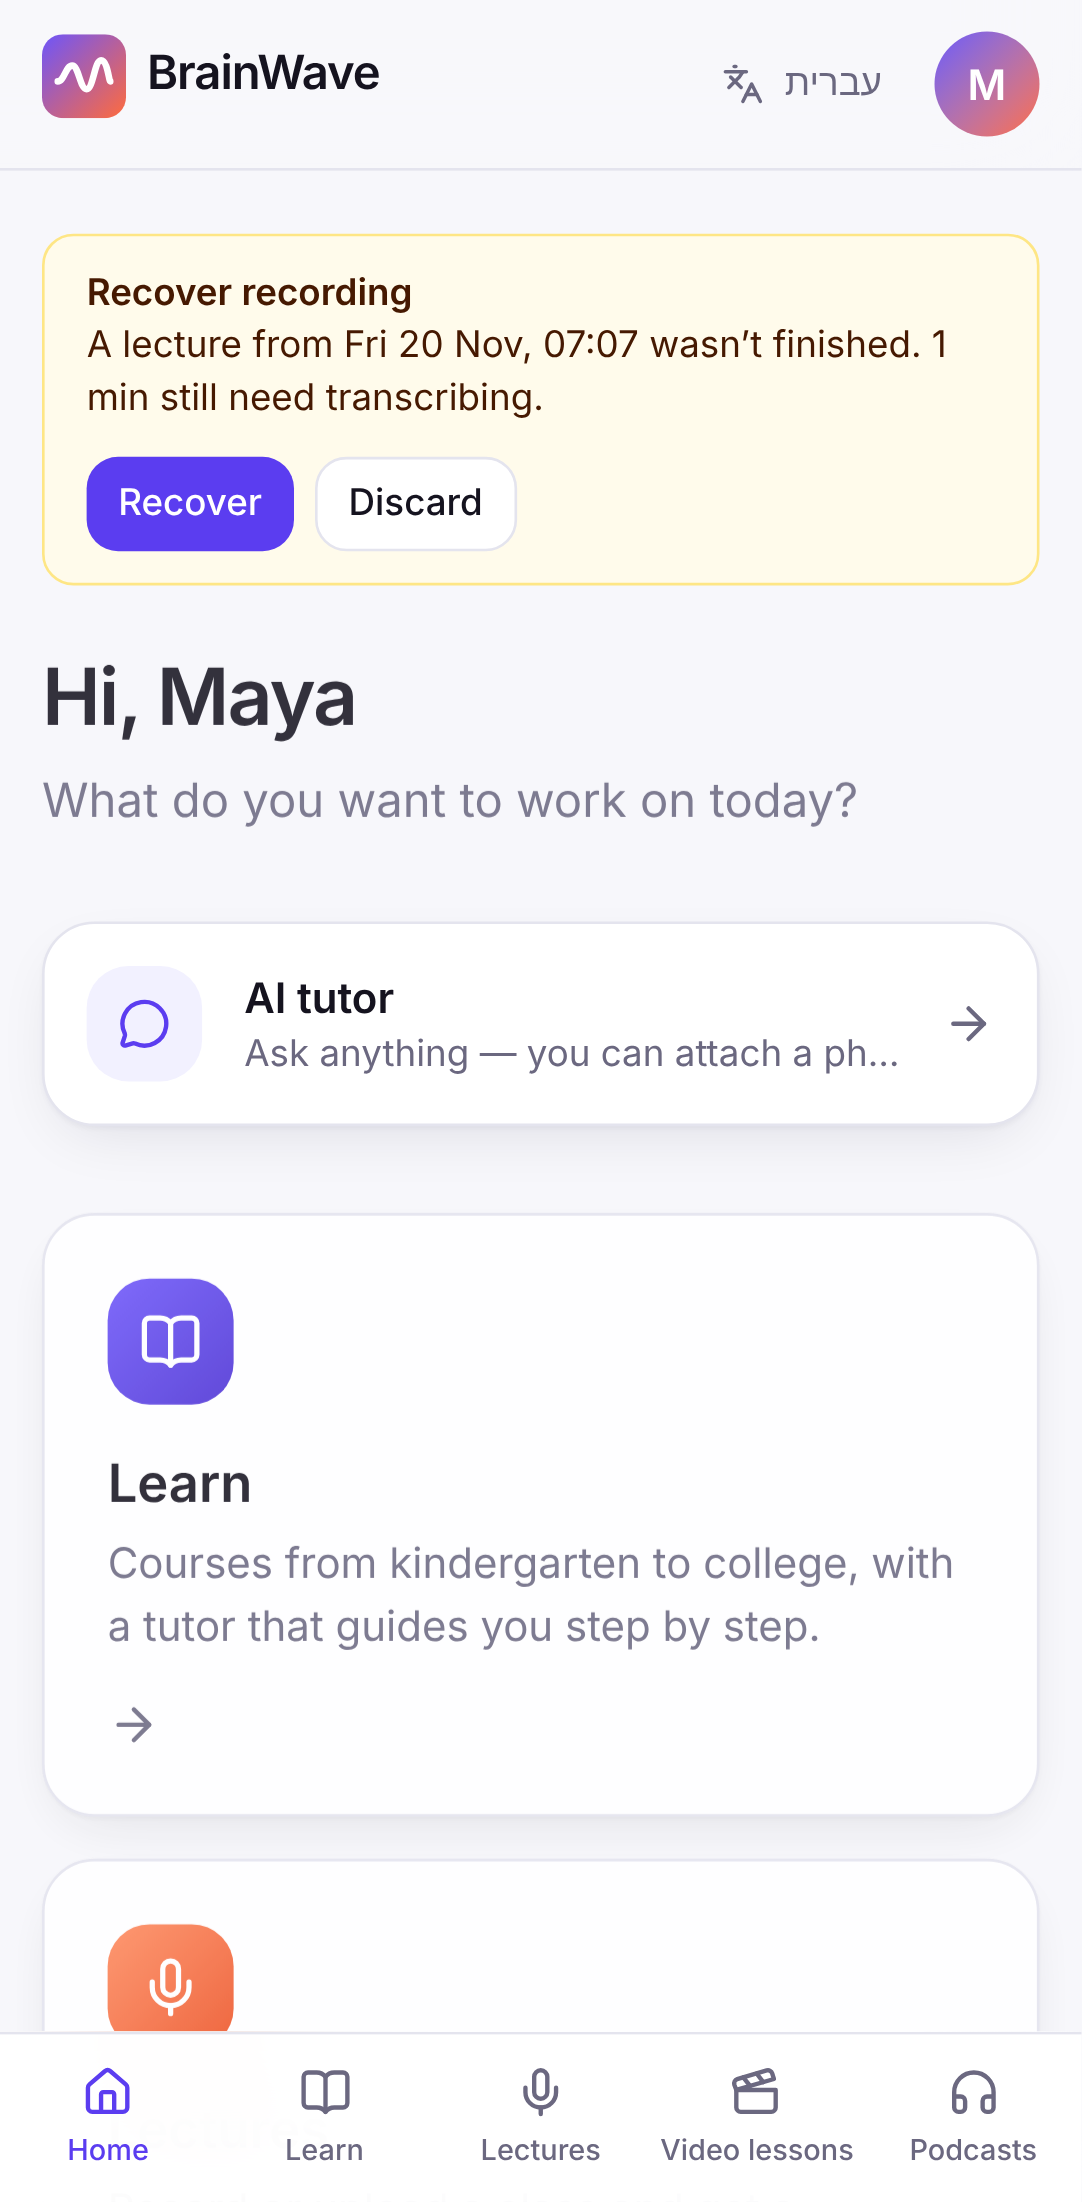 BrainWave
עברית
M
Recover recording
A lecture from Fri 20 Nov, 07:07 wasn’t finished. 1
min still need transcribing.
Recover
Discard
Hi, Maya
What do you want to work on today?
AI tutor
Ask anything — you can attach a ph...
Learn
Courses from kindergarten to college, with
a tutor that guides you step by step.
Home
Learn
Lectures
Video lessons
Podcasts